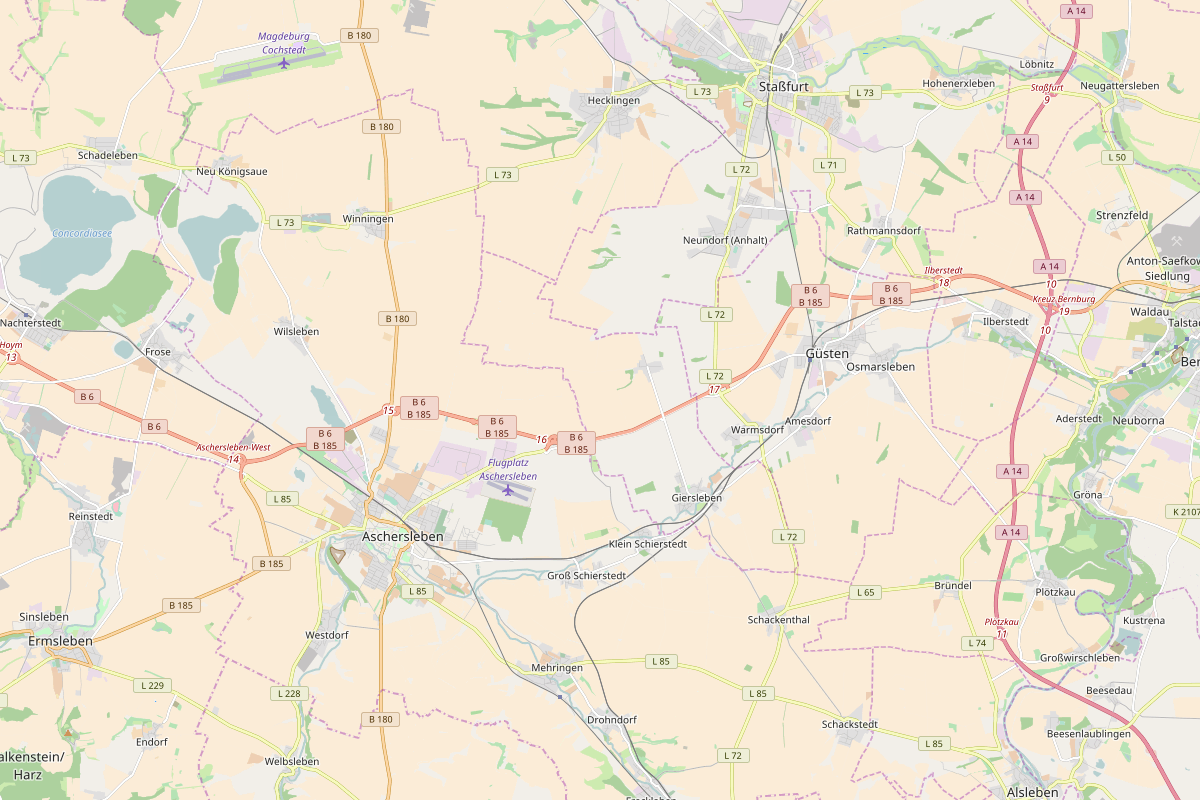 A 14
Magdeburg
Cochstedt
B 180
Löbnitz
Staßfurt
9
Hohenerxleben
Neugattersleben
Staßfurt
L 73
L 73
Hecklingen
B 180
A 14
L 73
Schadeleben
Neu Königsaue
L 73
L 72
L 71
L 50
A 14
Winningen
L 73
Concordiasee
Neundorf (Anhalt)
Rathmannsdorf
Strenzfeld
Ilberstedt
18
A 14
10
Siedlung
B 6
B 185
B 6
B 185
Kreuz Bernburg
19
Waldau
Nachterstedt
B 180
L 72
Ilberstedt
10
Wilsleben
Hoym
13
Frose
Güsten
Osmarsleben
L 72
17
B 6
B 6
B 185
15
B 6
B 185
16
B 6
B 185
B 6
B 6
B 185
Aschersleben-West
14
Warmsdorf
Amesdorf
Aderstedt
Neuborna
Flugplatz
Aschersleben
A 14
L 85
Giersleben
Gröna
K 2107
Reinstedt
Aschersleben
Klein Schierstedt
L 72
A 14
B 185
Groß Schierstedt
L 85
L 65
Bründel
Plötzkau
B 185
Sinsleben
Ermsleben
Westdorf
Schackenthal
Plötzkau
11
Kustrena
L 74
Großwirschleben
Mehringen
L 85
L 229
L 228
L 85
Beesedau
B 180
Drohndorf
Schackstedt
Beesenlaublingen
Endorf
L 85
Welbsleben
L 72
Harz
Alsleben